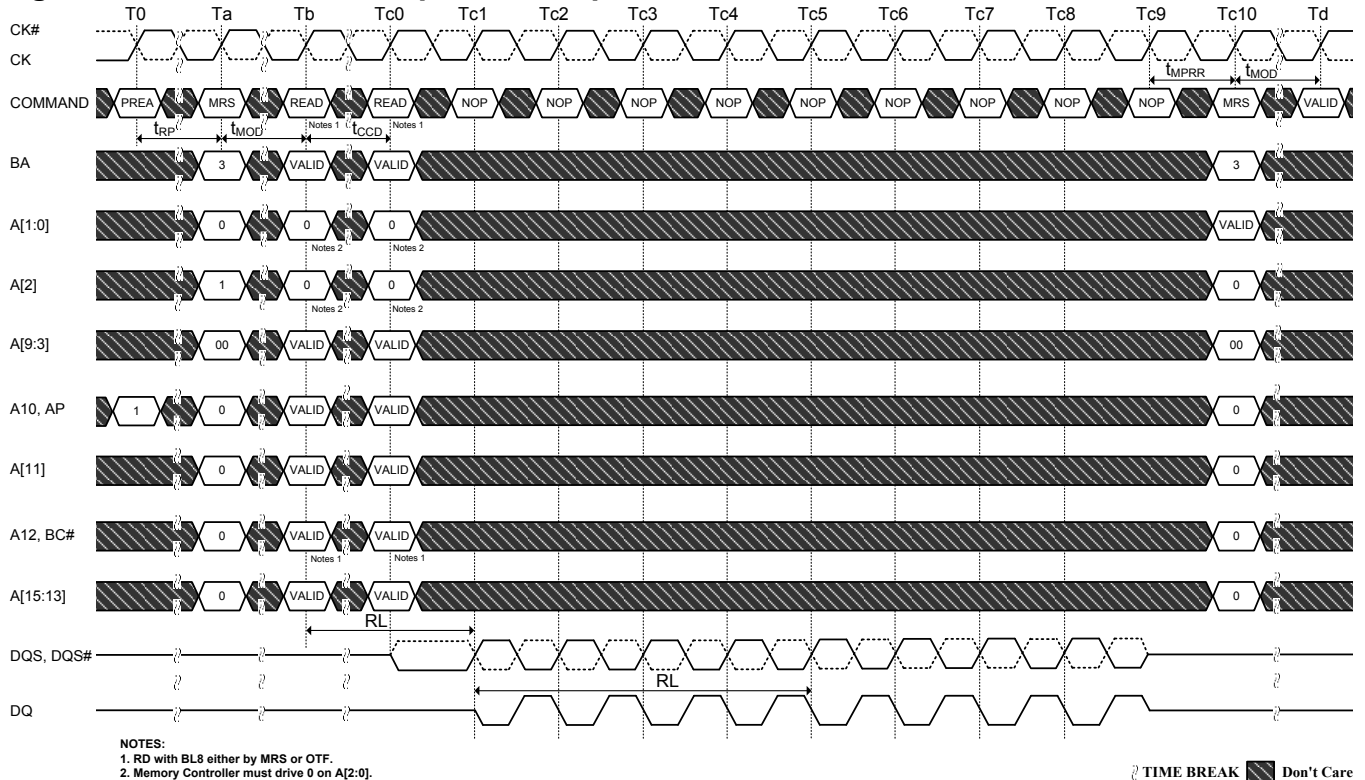 T0 Ta Tb Tc0 Tc1 Tc2 Tc3 Tc4 Tc5 Tc6 Tc7 Tc8 Tc9 Tc10 Td
CK#
CK
tMPRR tMOD
COMMAND PREA MRS READ READ NOP NOP NOP NOP NOP NOP NOP NOP NOP MRS VALID
Notes 1 Notes 1
tRP tMOD tCCD
BA 3 VALID VALID 3
A[1:0] 0 0 0 VALID
Notes 2 Notes 2
A[2] 1 0 0 0
Notes 2 Notes 2
A[9:3] 00 VALID VALID 00
A10, AP 1 0 VALID VALID 0
A[11] 0 VALID VALID 0
A12, BC# 0 VALID VALID 0
Notes 1 Notes 1
A[15:13] 0 VALID VALID 0
RL
DQS, DQS#
RL
DQ
NOTES:
1. RD with BL8 either by MRS or OTF.
2. Memory Controller must drive 0 on A[2:0].
TIME BREAK Don't Care